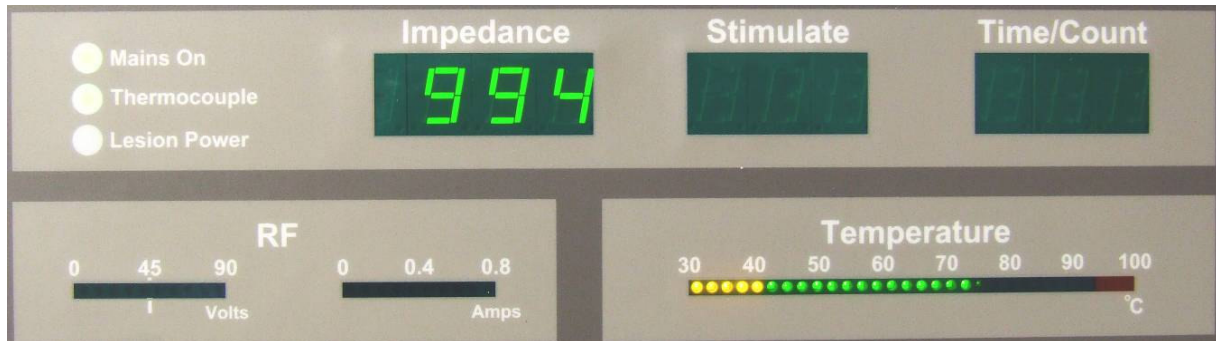 Impedance Stimulate Time/Count
Mains On
994
Thermocouple
Lesion Power
RF
0 45 90
0 0.4 0.8
Volts
Amps
Temperature
30 40 50 60 70 80 90 100
°C